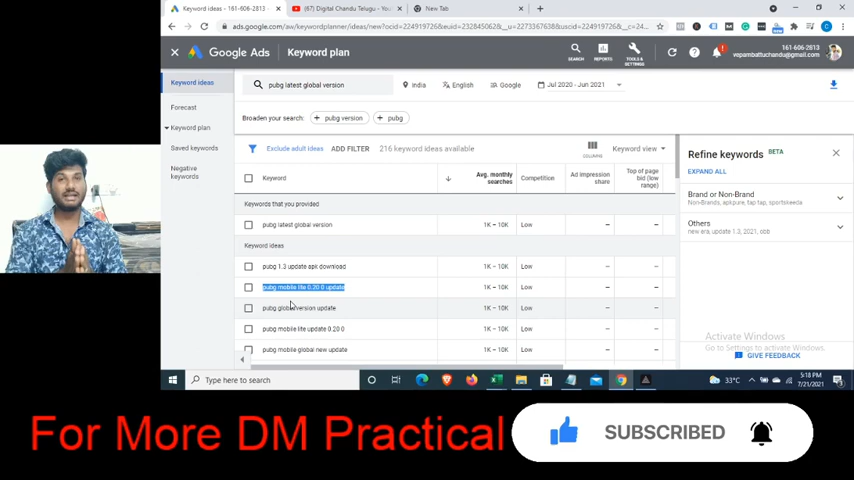 Keyword ideas - 161-606-2813
(67) Digital Chandu Telugu - You
New Tab
ads.google.com/aw/keywordplanner/ideas/new?ocid=224919726&euid=232845062&__u=2273367638&uscid=224919726&__c=24...
Google Ads
Keyword plan
SEARCH
REPORTS
TOOLS &
SETTINGS
161-606-2813
vepambattuchandu@gmail.com
Keyword ideas
Forecast
Keyword plan
Saved keywords
Negative
keywords
pubg latest global version
India
English
Google
Jul 2020 - Jun 2021
Broaden your search:
+ pubg version
+ pubg
Exclude adult ideas
ADD FILTER
216 keyword ideas available
COLUMNS
Keyword view
Keyword
Avg. monthly
searches
Competition
Ad impression
share
Top of page
bid (low
range)
Keywords that you provided
pubg latest global version 1K – 10K Low – –
Keyword ideas
pubg 1.3 update apk download 1K – 10K Low – –
pubg mobile lite 0.20 0 update 1K – 10K Low – –
pubg global version update 1K – 10K Low – –
pubg mobile lite update 0 20 0 1K – 10K Low – –
pubg mobile global new update 1K – 10K Low – –
Refine keywords BETA
EXPAND ALL
Brand or Non-Brand
Non-Brands, apkpure, tap tap, sportskeeda
Others
new era, update 1.3, 2021, obb
Activate Windows
Go to Settings to activate Windows.
GIVE FEEDBACK
Type here to search
33°C
5:18 PM
7/21/2021
For More DM Practical
SUBSCRIBED